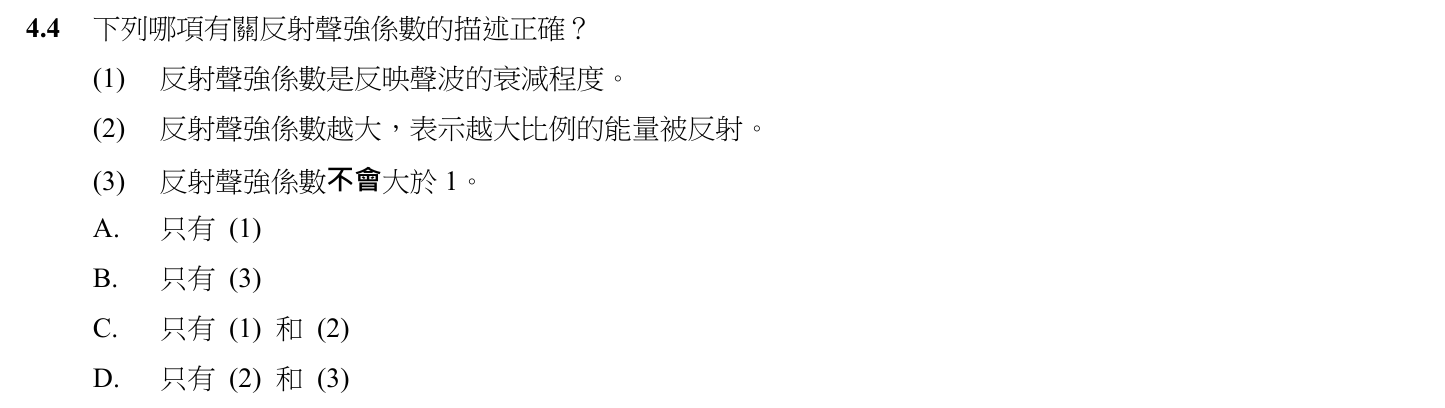 4.4 下列哪項有關反射聲強係數的描述正確？
(1) 反射聲強係數是反映聲波的衰減程度。
(2) 反射聲強係數越大，表示越大比例的能量被反射。
(3) 反射聲強係數不會大於 1。
A. 只有 (1)
B. 只有 (3)
C. 只有 (1) 和 (2)
D. 只有 (2) 和 (3)